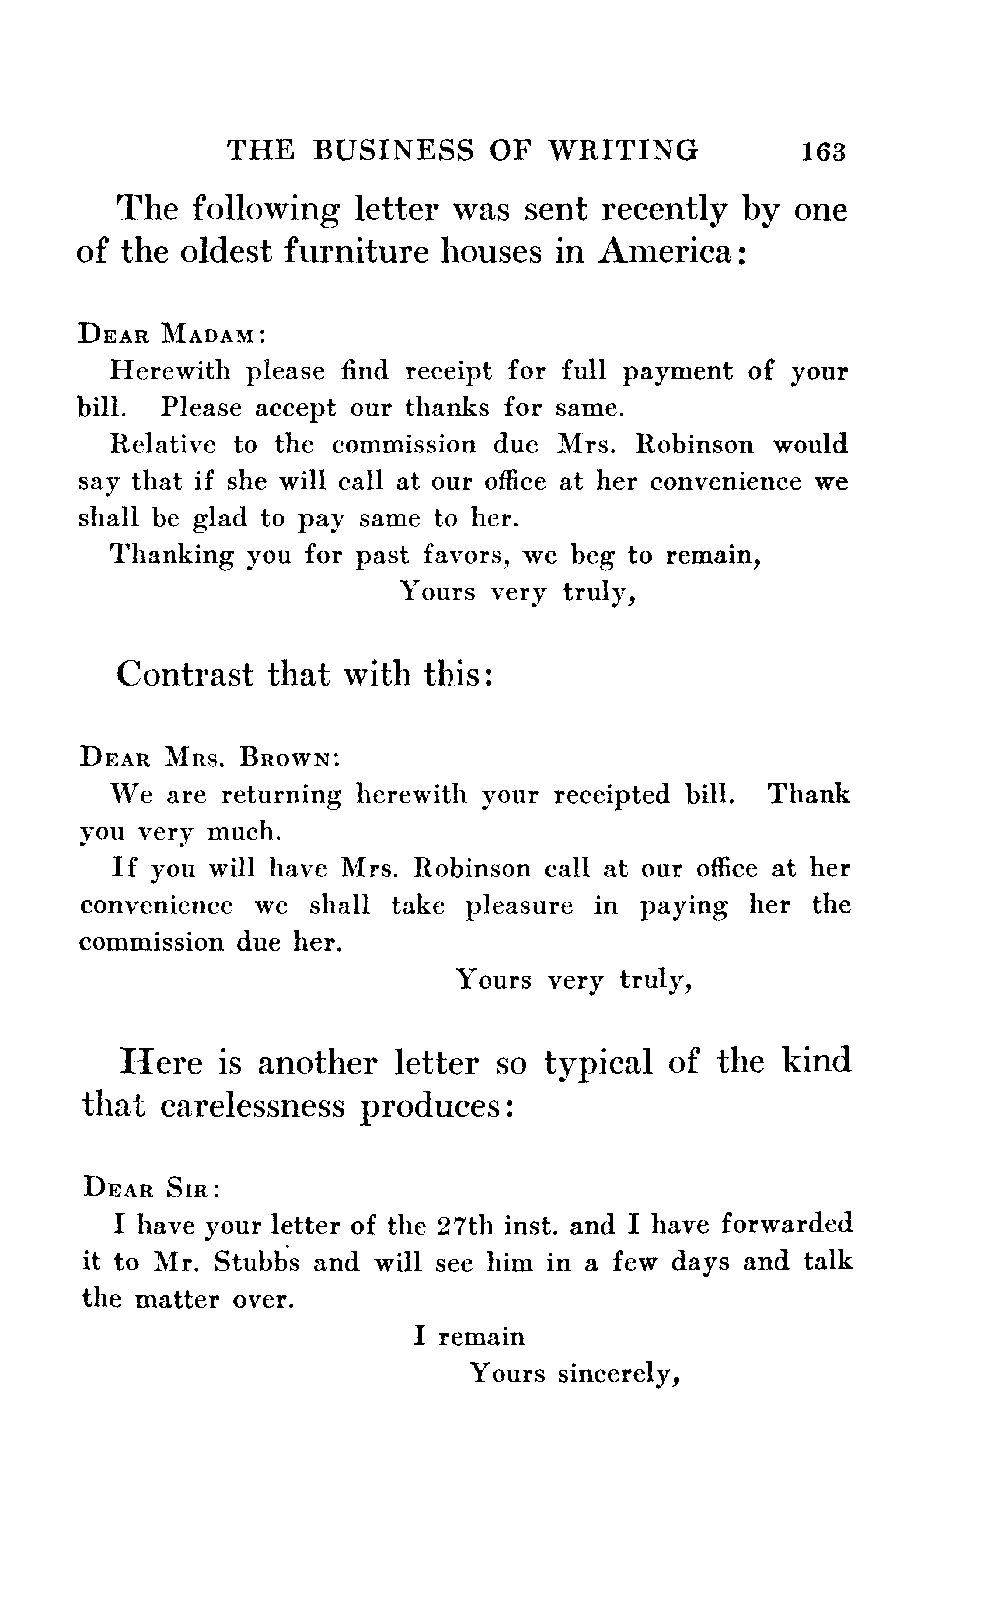 THE BUSINESS OF WRITING 163
The following letter was sent recently by one
of the oldest furniture houses in America:
DEAR MADAM:
Herewith please find receipt for full payment of your
bill. Please accept our thanks for same.
Relative to the commission due Mrs. Robinson would
say that if she will call at our office at her convenience we
shall be glad to pay same to her.
Thanking you for past favors, we beg to remain,
Yours very truly,
Contrast that with this:
DEAR MRS. BROWN:
We are returning herewith your receipted bill. Thank
you very much.
If you will have Mrs. Robinson call at our office at her
convenience we shall take pleasure in paying her the
commission due her.
Yours very truly,
Here is another letter so typical of the kind
that carelessness produces:
DEAR SIR:
I have your letter of the 27th inst. and I have forwarded
it to Mr. Stubbs and will see him in a few days and talk
the matter over.
I remain
Yours sincerely,